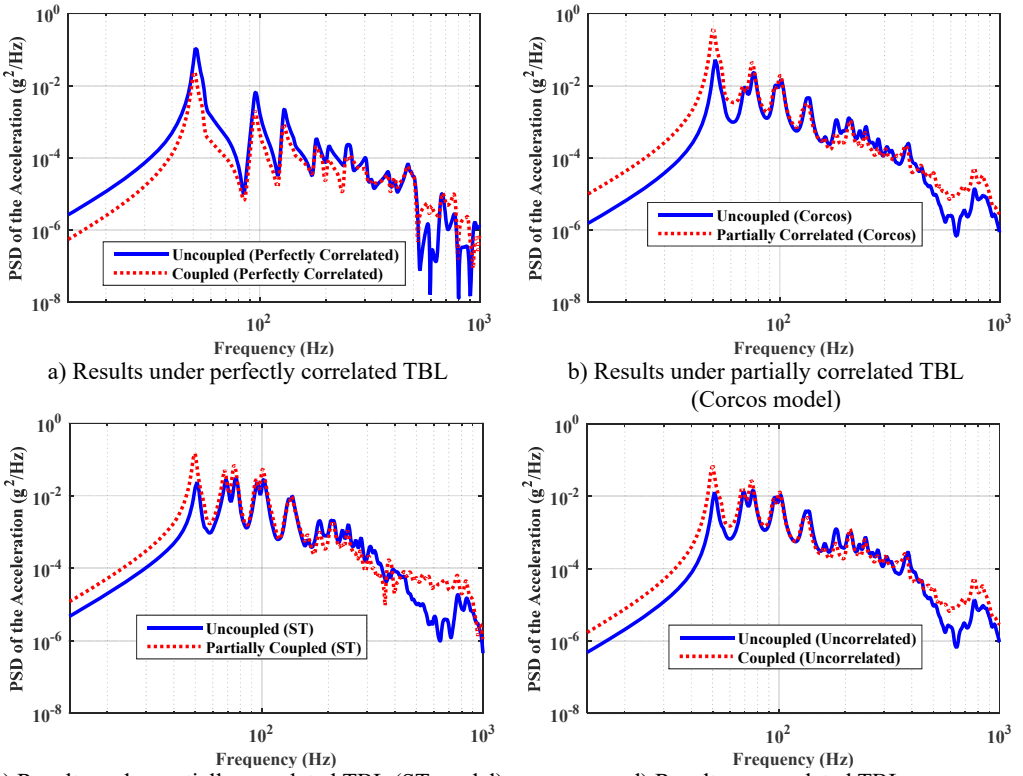 10^0
10^-2
10^-4
10^-6
10^-8
PSD of the Acceleration (g^2/Hz)
Uncoupled (Perfectly Correlated)
Coupled (Perfectly Correlated)
10^2
10^3
Frequency (Hz)
a) Results under perfectly correlated TBL
10^0
10^-2
10^-4
10^-6
10^-8
PSD of the Acceleration (g^2/Hz)
Uncoupled (Corcos)
Partially Correlated (Corcos)
10^2
10^3
Frequency (Hz)
b) Results under partially correlated TBL
(Corcos model)
10^0
10^-2
10^-4
10^-6
10^-8
PSD of the Acceleration (g^2/Hz)
Uncoupled (ST)
Partially Coupled (ST)
10^2
10^3
Frequency (Hz)
10^0
10^-2
10^-4
10^-6
10^-8
PSD of the Acceleration (g^2/Hz)
Uncoupled (Uncorrelated)
Coupled (Uncorrelated)
10^2
10^3
Frequency (Hz)